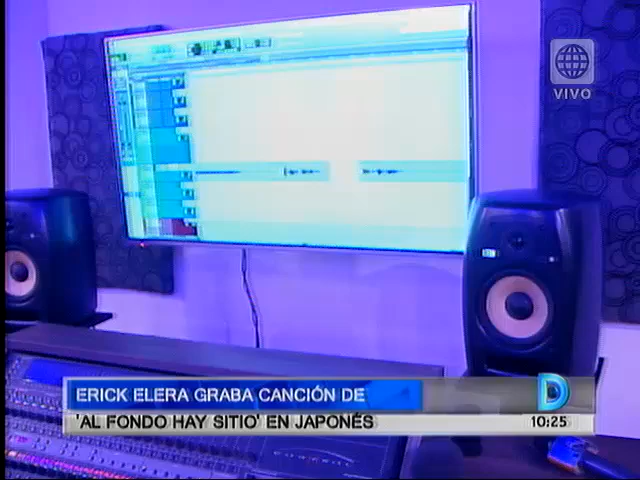 VIVO
ERICK ELERA GRABA CANCIÓN DE
'AL FONDO HAY SITIO' EN JAPONÉS
D
10:25